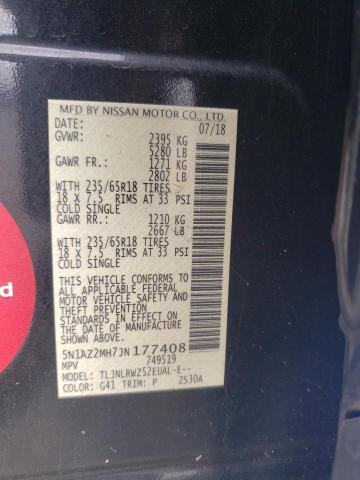 MFD BY NISSAN MOTOR CO., LTD.
DATE: 07/18
GVWR: 2395 KG
5280 LB
GAWR FR.: 1271 KG
2802 LB
WITH 235/65R18 TIRES
18 X 7.5 RIMS AT 33 PSI
COLD SINGLE
GAWR RR.: 1210 KG
2667 LB
WITH 235/65R18 TIRES
18 X 7.5 RIMS AT 33 PSI
COLD SINGLE
THIS VEHICLE CONFORMS TO ALL
APPLICABLE U.S. FEDERAL
MOTOR VEHICLE SAFETY AND
THEFT PREVENTION
STANDARDS IN EFFECT ON THE
DATE OF MANUFACTURE
SHOWN ABOVE.
5N1AZ2MH7JN177408
MPV 749519
MODEL: TLJNLRWZ52EUAL-E--
COLOR: G41 TRIM: P ZS30A
d